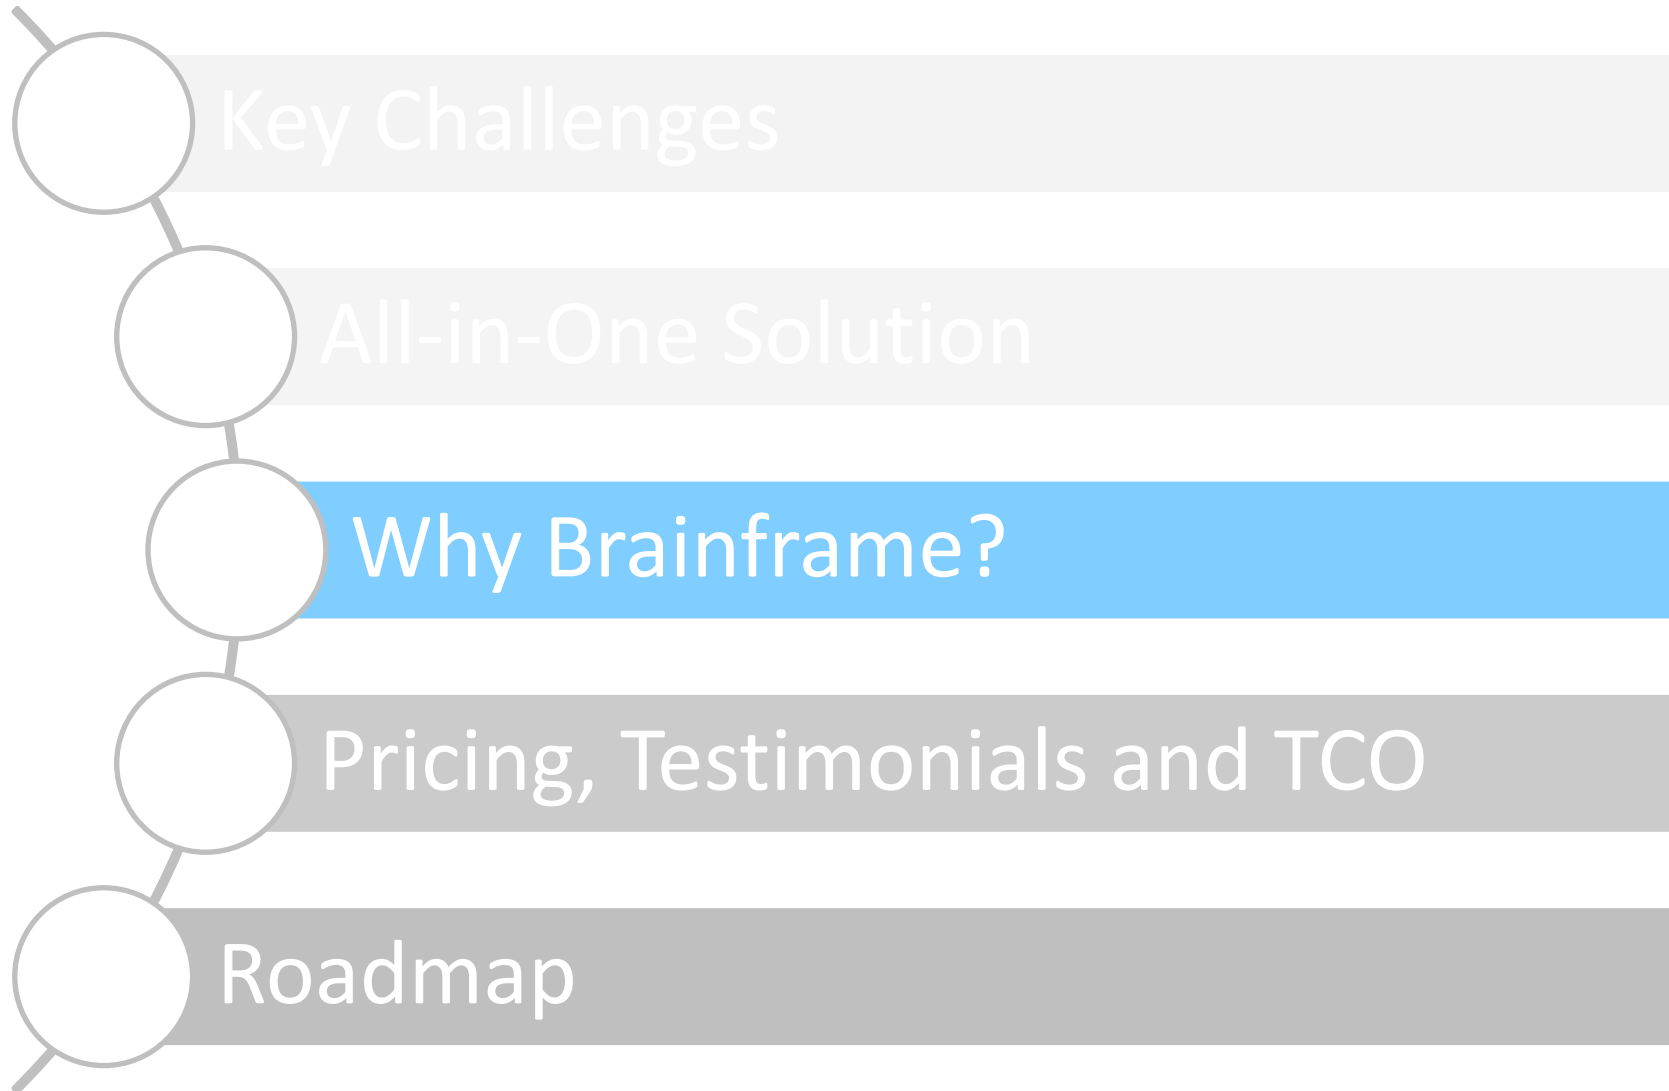 Key Challenges
All-in-One Solution
Why Brainframe?
Pricing, Testimonials and TCO
Roadmap